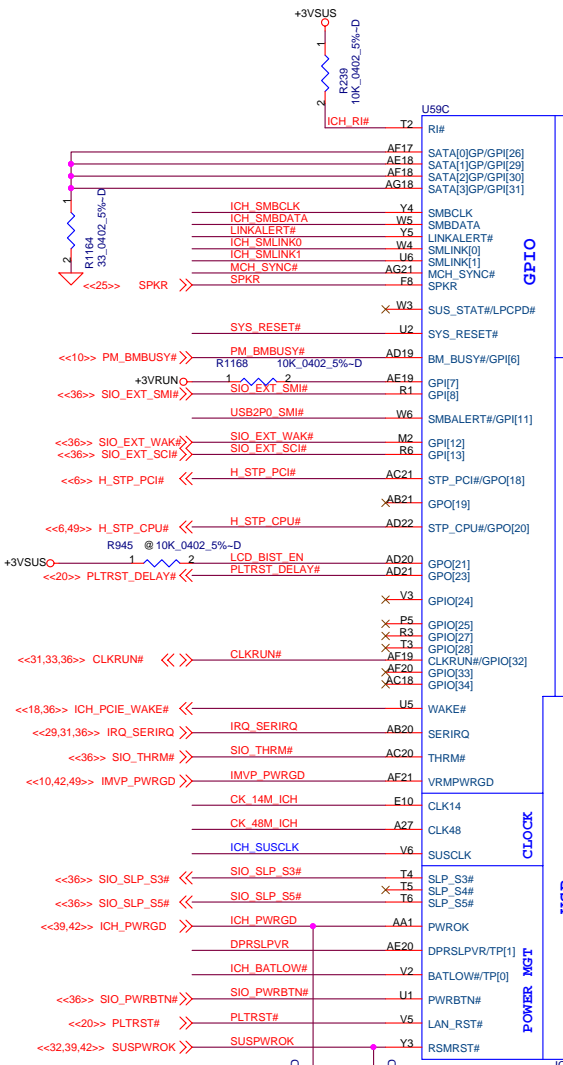 +3VSUS
1
R239
10K_0402_5%~D
2
U59C
ICH_RI# T2 RI#
AF17 SATA[0]GP/GPI[26]
AE18 SATA[1]GP/GPI[29]
AF18 SATA[2]GP/GPI[30]
AG18 SATA[3]GP/GPI[31]
1
R1164
33_0402_5%~D
2
ICH_SMBCLK Y4 SMBCLK
ICH_SMBDATA W5 SMBDATA
LINKALERT# Y5 LINKALERT#
ICH_SMLINK0 W4 SMLINK[0]
ICH_SMLINK1 U6 SMLINK[1]
MCH_SYNC# AG21 MCH_SYNC#
<<25>> SPKR SPKR F8 SPKR
GPIO
W3 SUS_STAT#/LPCPD#
SYS_RESET# U2 SYS_RESET#
<<10>> PM_BMBUSY# PM_BMBUSY# AD19 BM_BUSY#/GPI[6]
R1168 10K_0402_5%~D
+3VRUN 1 2 AE19 GPI[7]
<<36>> SIO_EXT_SMI# SIO_EXT_SMI# R1 GPI[8]
USB2P0_SMI# W6 SMBALERT#/GPI[11]
<<36>> SIO_EXT_WAK# SIO_EXT_WAK# M2 GPI[12]
<<36>> SIO_EXT_SCI# SIO_EXT_SCI# R6 GPI[13]
<<6>> H_STP_PCI# H_STP_PCI# AC21 STP_PCI#/GPO[18]
AB21 GPO[19]
<<6,49>> H_STP_CPU# H_STP_CPU# AD22 STP_CPU#/GPO[20]
R945 @10K_0402_5%~D
+3VSUS 1 2 LCD_BIST_EN AD20 GPO[21]
<<20>> PLTRST_DELAY# PLTRST_DELAY# AD21 GPO[23]
V3 GPIO[24]
P5 GPIO[25]
R3 GPIO[27]
T3 GPIO[28]
<<31,33,36>> CLKRUN# CLKRUN# AF19 CLKRUN#/GPIO[32]
AF20 GPIO[33]
AC18 GPIO[34]
<<18,36>> ICH_PCIE_WAKE# U5 WAKE#
<<29,31,36>> IRQ_SERIRQ IRQ_SERIRQ AB20 SERIRQ
<<36>> SIO_THRM# SIO_THRM# AC20 THRM#
<<10,42,49>> IMVP_PWRGD IMVP_PWRGD AF21 VRMPWRGD
CK_14M_ICH E10 CLK14
CK_48M_ICH A27 CLK48
ICH_SUSCLK V6 SUSCLK
CLOCK
<<36>> SIO_SLP_S3# SIO_SLP_S3# T4 SLP_S3#
T5 SLP_S4#
<<36>> SIO_SLP_S5# SIO_SLP_S5# T6 SLP_S5#
<<39,42>> ICH_PWRGD ICH_PWRGD AA1 PWROK
DPRSLPVR AE20 DPRSLPVR/TP[1]
ICH_BATLOW# V2 BATLOW#/TP[0]
<<36>> SIO_PWRBTN# SIO_PWRBTN# U1 PWRBTN#
<<20>> PLTRST# PLTRST# V5 LAN_RST#
<<32,39,42>> SUSPWROK SUSPWROK Y3 RSMRST#
POWER MGT